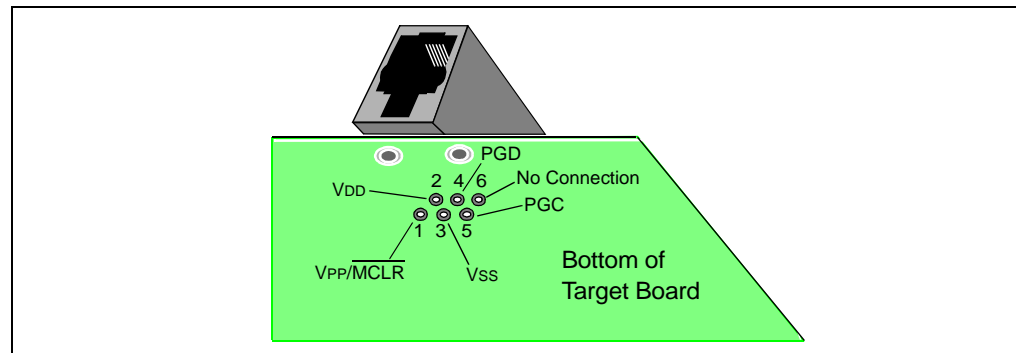 PGD
2 4 6
No Connection
VDD
PGC
1 3 5
VPP/MCLR
VSS
Bottom of
Target Board